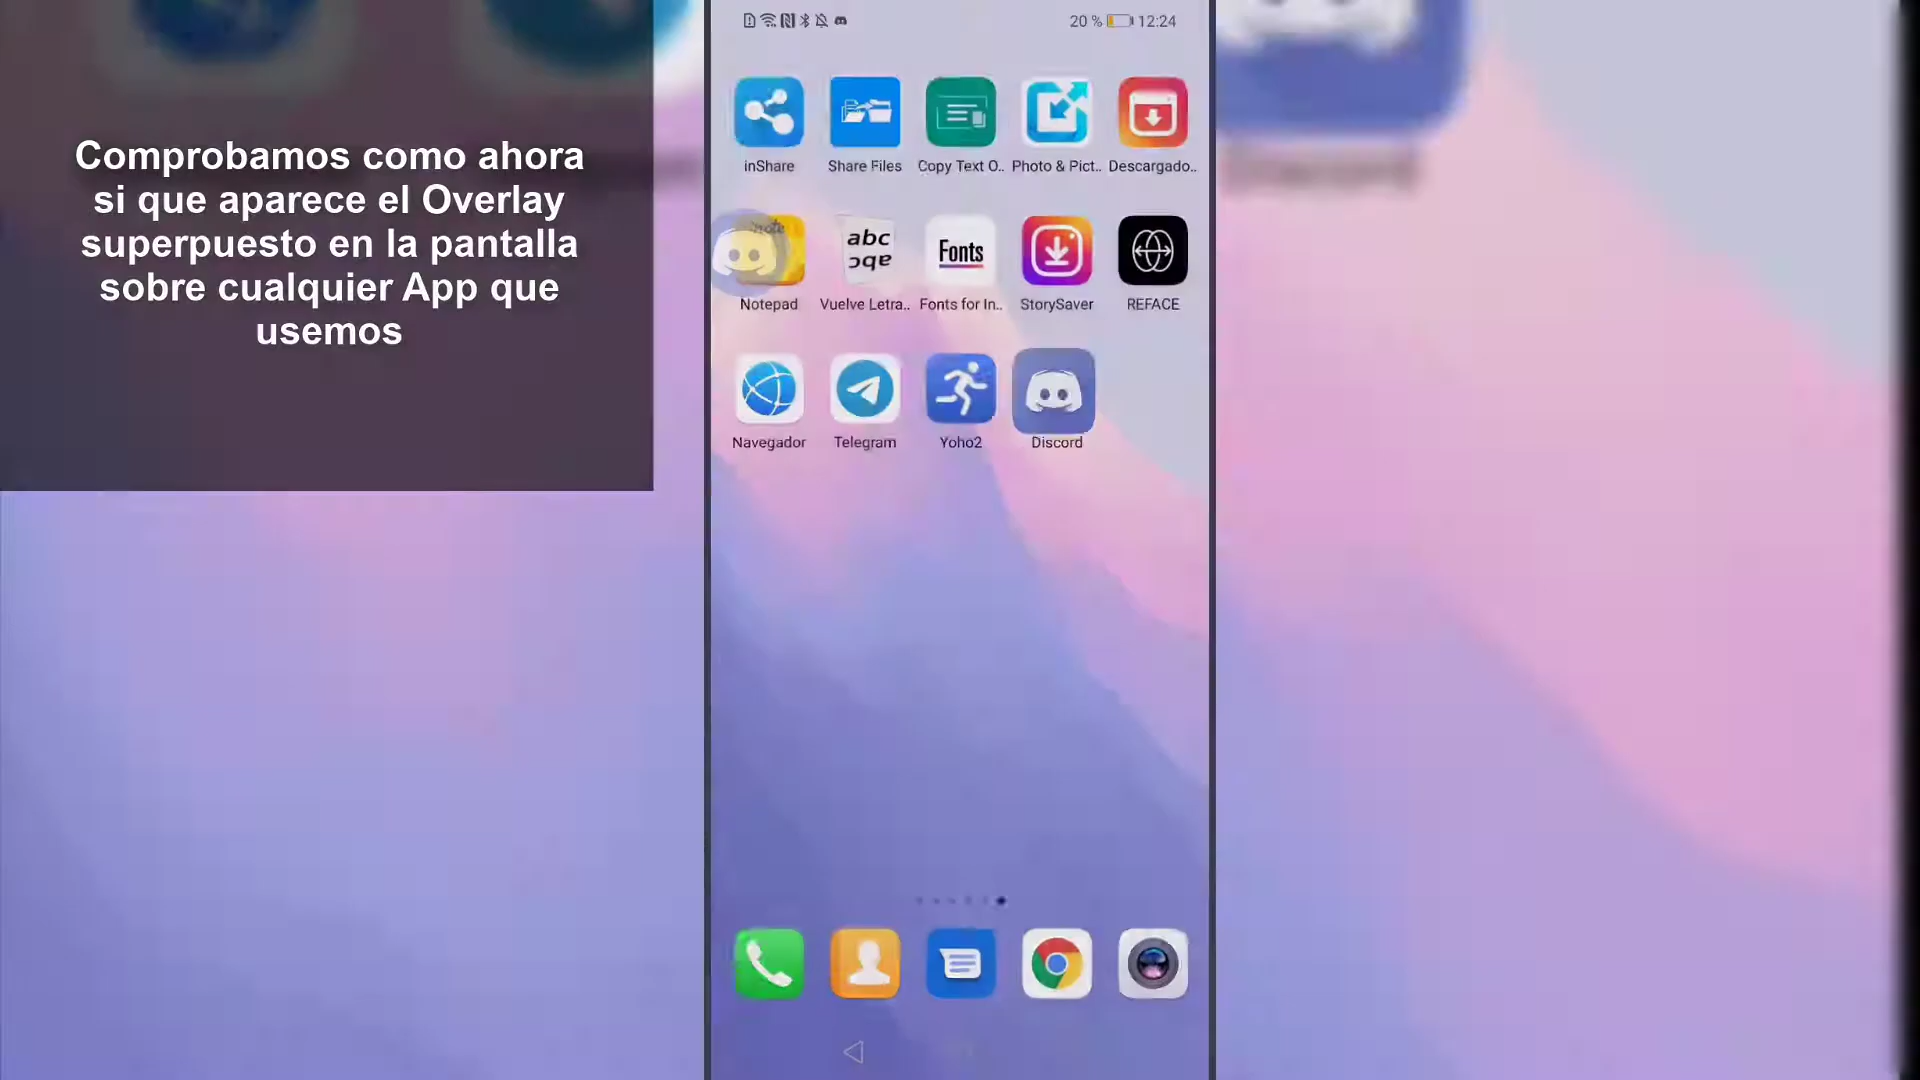 20 % 12:24
Comprobamos como ahora
si que aparece el Overlay
superpuesto en la pantalla
sobre cualquier App que
usemos
inShare Share Files Copy Text O.. Photo & Pict.. Descargado..
note
abc
abc
Fonts
Notepad Vuelve Letra.. Fonts for In.. StorySaver REFACE
Navegador Telegram Yoho2 Discord